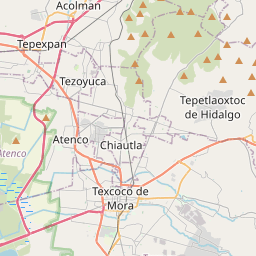 Acolman
Tepexpan
Tezoyuca
Tepetlaoxtoc
de Hidalgo
Atenco
Chiautla
Atenco
Texcoco de
Mora